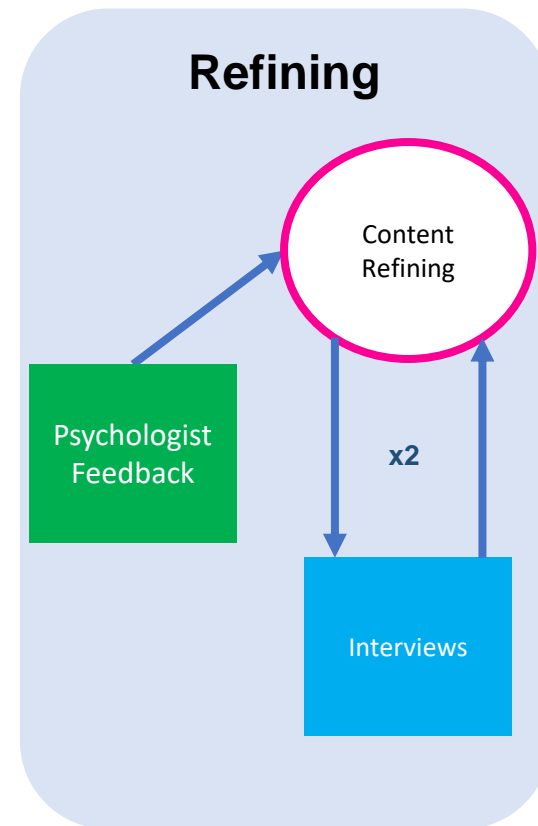 Refining
Content
Refining
Psychologist
Feedback
x2
Interviews